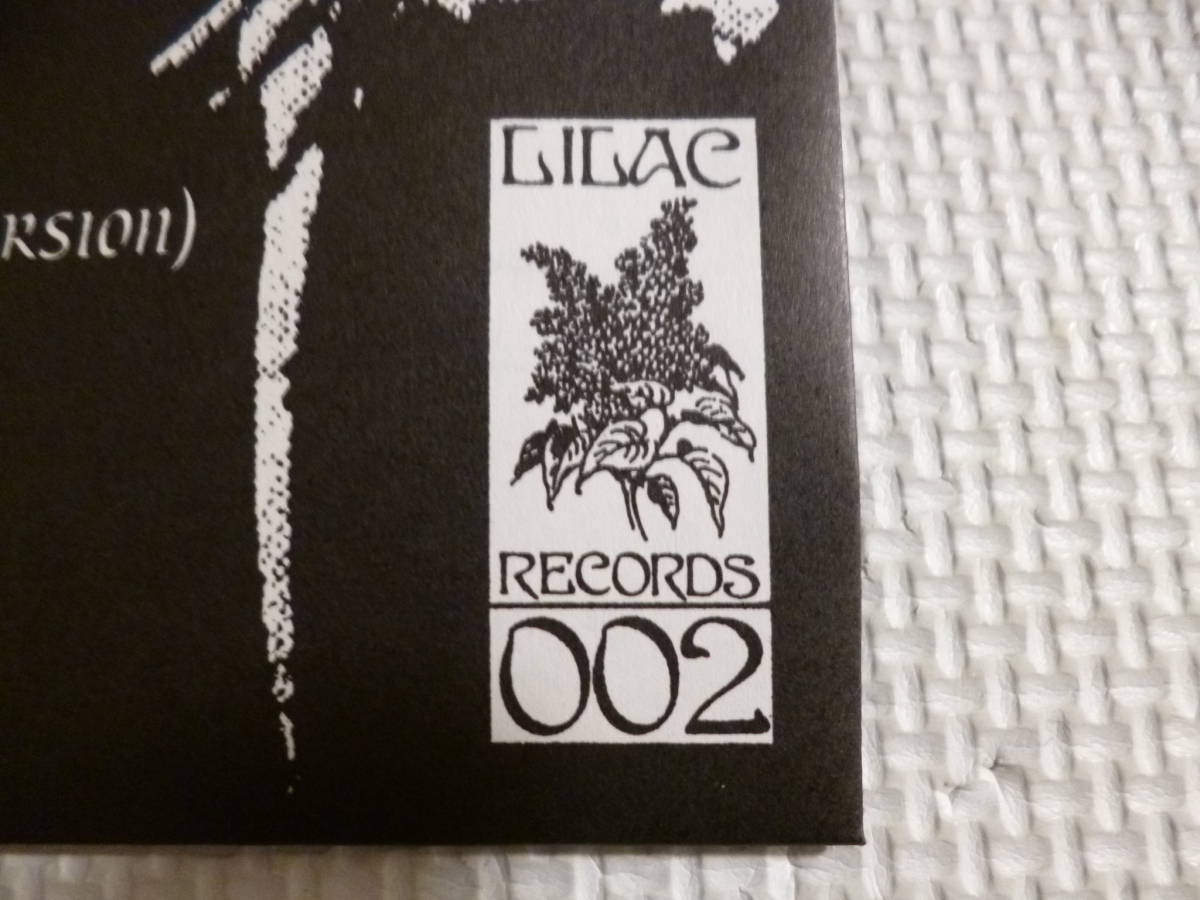 RSION)
LILAC
RECORDS
002